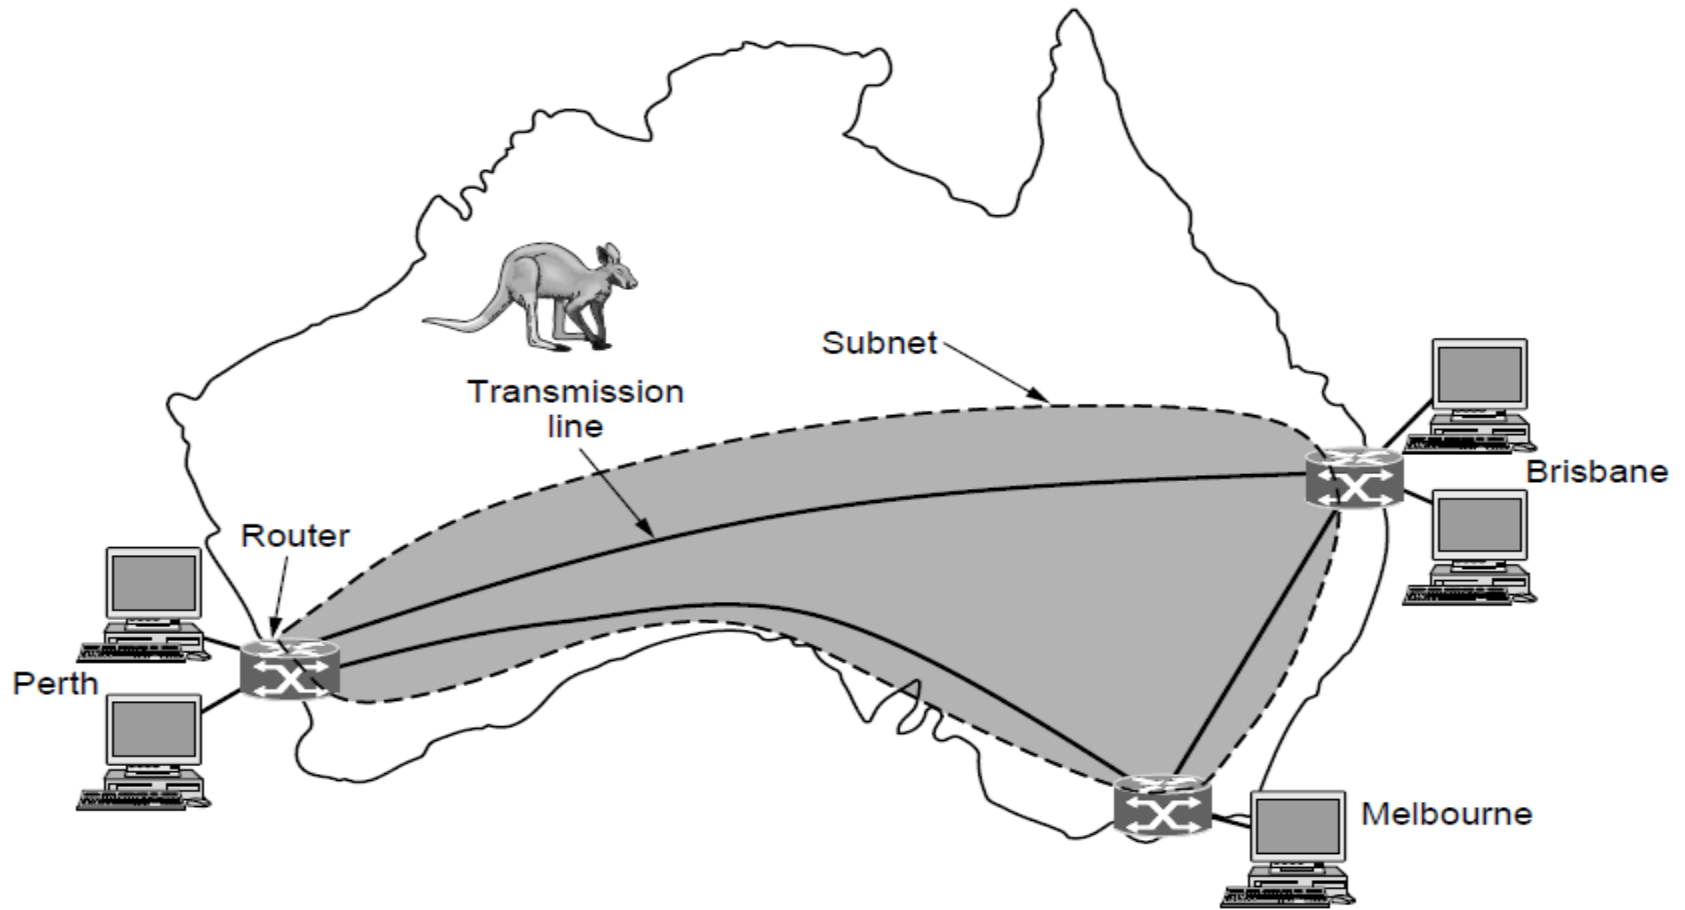 Subnet
Transmission
line
Brisbane
Router
Perth
Melbourne